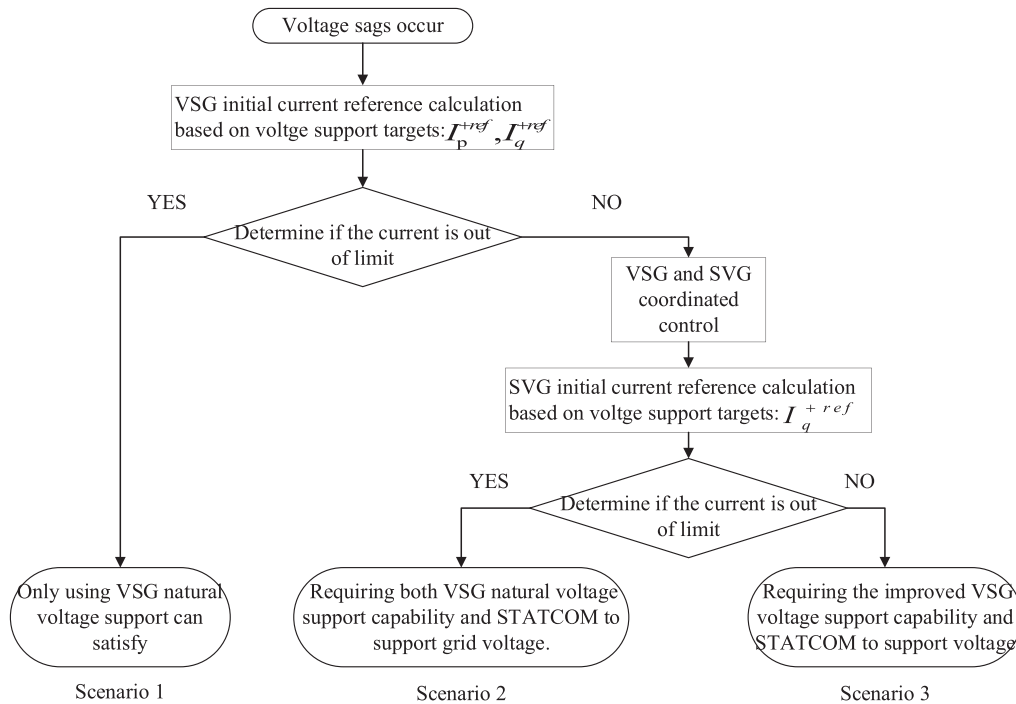 Voltage sags occur
VSG initial current reference calculation
based on voltge support targets: I_p^{+ref}, I_q^{+ref}
YES
NO
Determine if the current is out
of limit
VSG and SVG
coordinated
control
SVG initial current reference calculation
based on voltge support targets: I_q^{+ref}
YES
NO
Determine if the current is out
of limit
Only using VSG natural
voltage support can
satisfy
Requiring both VSG natural voltage
support capability and STATCOM to
support grid voltage.
Requiring the improved VSG
voltage support capability and
STATCOM to support voltage
Scenario 1
Scenario 2
Scenario 3